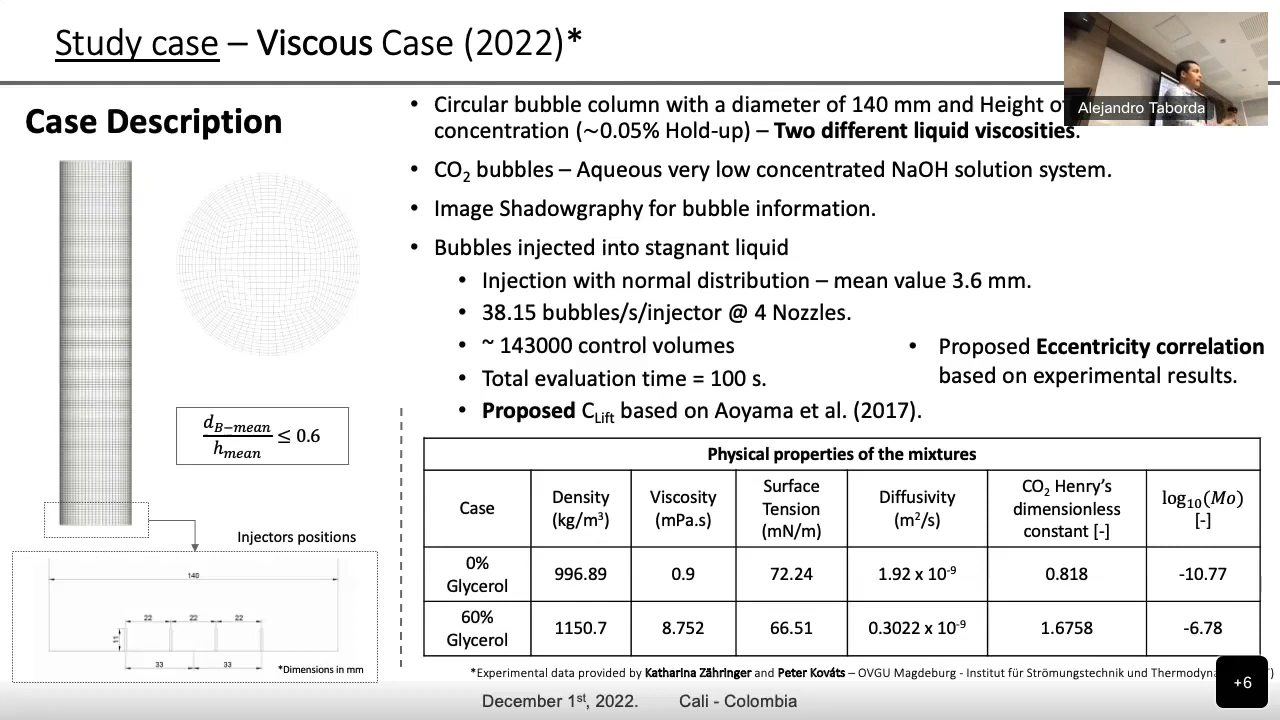 Study case – Viscous Case (2022)*
Alejandro Taborda
Case Description
• Circular bubble column with a diameter of 140 mm and Height
concentration (~0.05% Hold-up) – Two different liquid viscosities.
• CO2 bubbles – Aqueous very low concentrated NaOH solution system.
• Image Shadowgraphy for bubble information.
• Bubbles injected into stagnant liquid
• Injection with normal distribution – mean value 3.6 mm.
• 38.15 bubbles/s/injector @ 4 Nozzles.
• ~ 143000 control volumes
• Total evaluation time = 100 s.
• Proposed CLift based on Aoyama et al. (2017).
• Proposed Eccentricity correlation
based on experimental results.
dB−mean
hmean
≤ 0.6
Injectors positions
140
22 22 22
11
33 33
*Dimensions in mm
Physical properties of the mixtures
Case Density (kg/m3) Viscosity (mPa.s) Surface Tension (mN/m) Diffusivity (m2/s) CO2 Henry’s dimensionless constant [-] log10(Mo) [-]
0% Glycerol 996.89 0.9 72.24 1.92 x 10-9 0.818 -10.77
60% Glycerol 1150.7 8.752 66.51 0.3022 x 10-9 1.6758 -6.78
*Experimental data provided by Katharina Zähringer and Peter Kováts – OVGU Magdeburg - Institut für Strömungstechnik und
+6
December 1st, 2022. Cali - Colombia